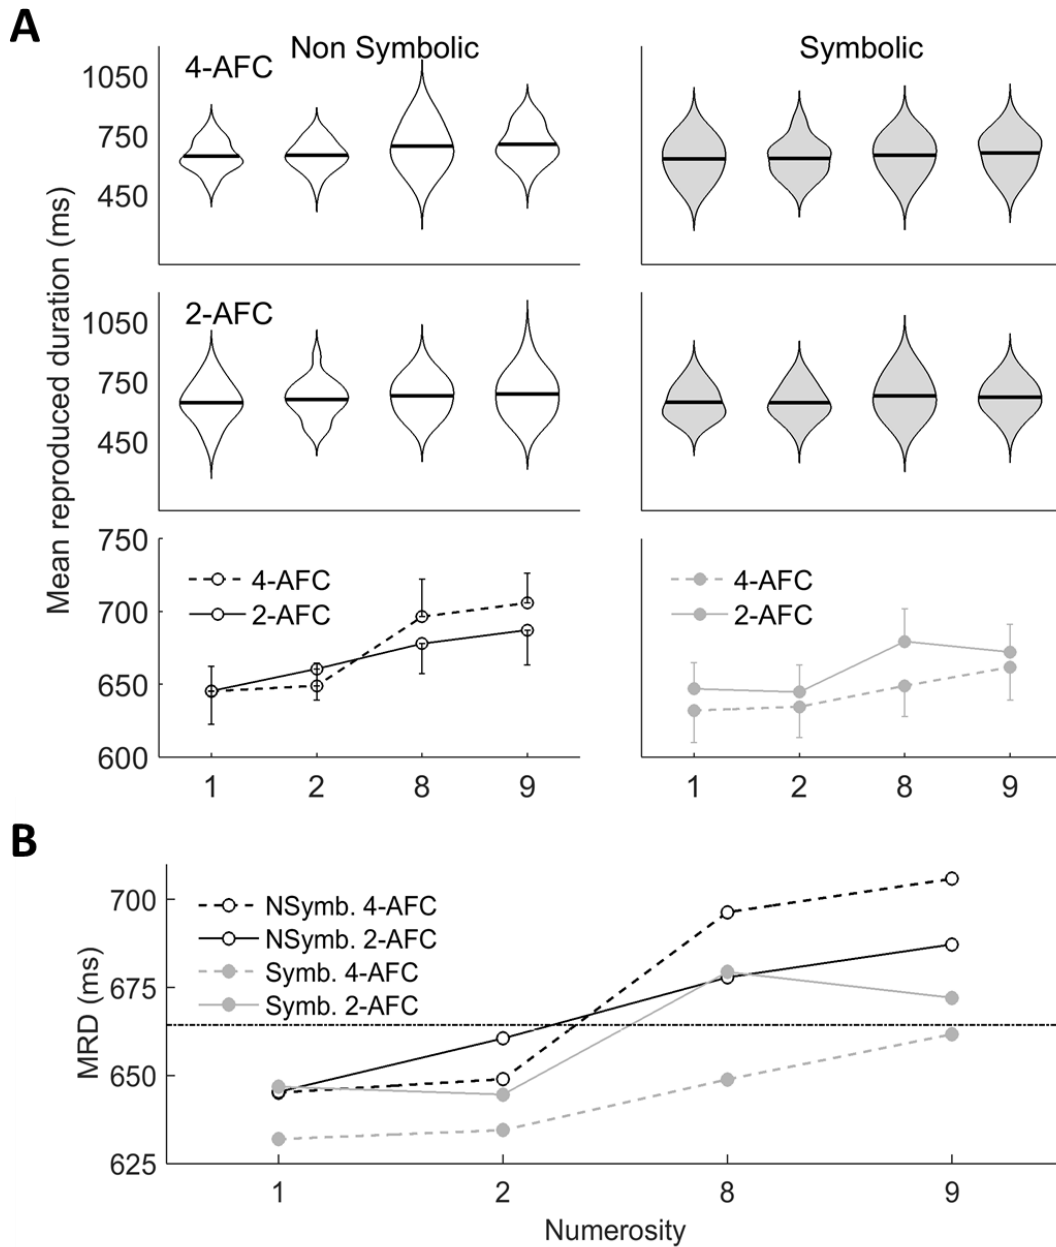 A
Non Symbolic
Symbolic
4-AFC
1050
750
450
2-AFC
1050
750
450
Mean reproduced duration (ms)
750
700
650
600
4-AFC
2-AFC
4-AFC
2-AFC
1 2 8 9
1 2 8 9
B
NSymb. 4-AFC
NSymb. 2-AFC
Symb. 4-AFC
Symb. 2-AFC
700
675
650
625
MRD (ms)
1 2 8 9
Numerosity